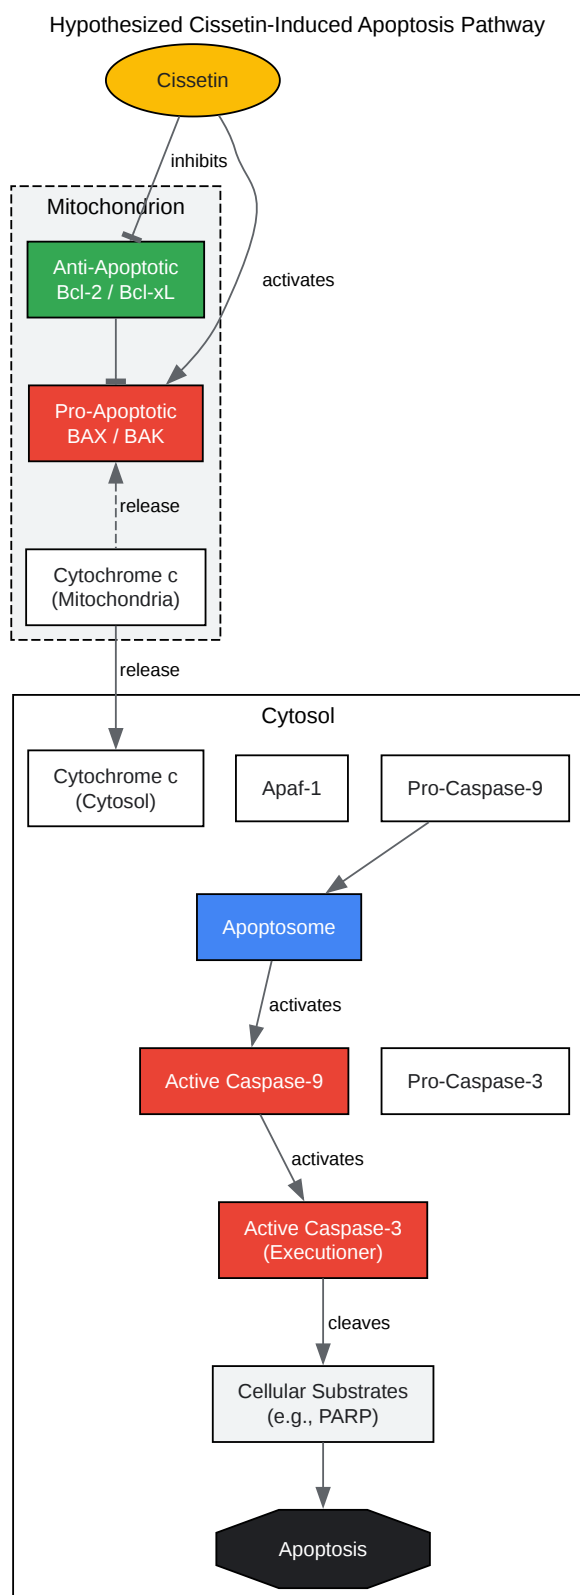 Hypothesized Cissetin-Induced Apoptosis Pathway
Cissetin
inhibits
Mitochondrion
Anti-Apoptotic
Bcl-2 / Bcl-xL
activates
Pro-Apoptotic
BAX / BAK
release
Cytochrome c
(Mitochondria)
release
Cytosol
Cytochrome c
(Cytosol)
Apaf-1
Pro-Caspase-9
Apoptosome
activates
Active Caspase-9
Pro-Caspase-3
activates
Active Caspase-3
(Executioner)
cleaves
Cellular Substrates
(e.g., PARP)
Apoptosis